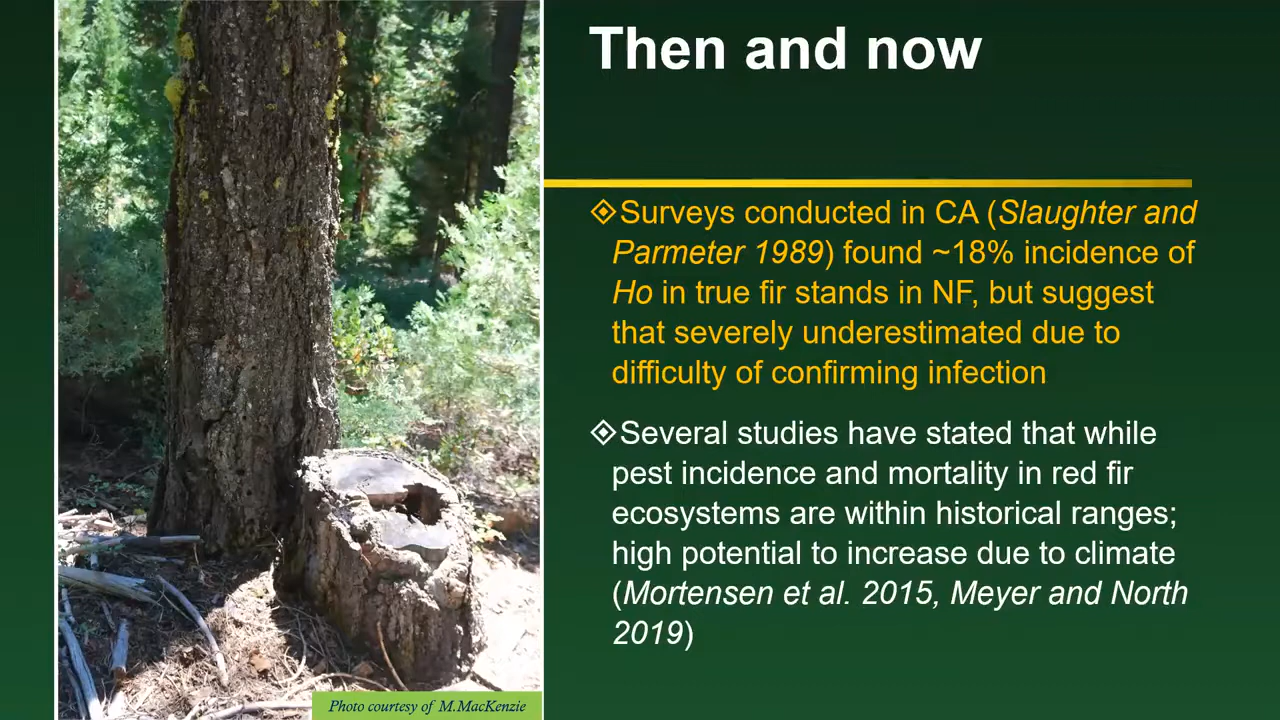 Then and now
Surveys conducted in CA (Slaughter and
Parmeter 1989) found ~18% incidence of
Ho in true fir stands in NF, but suggest
that severely underestimated due to
difficulty of confirming infection
Several studies have stated that while
pest incidence and mortality in red fir
ecosystems are within historical ranges;
high potential to increase due to climate
(Mortensen et al. 2015, Meyer and North
2019)
Photo courtesy of M.MacKenzie